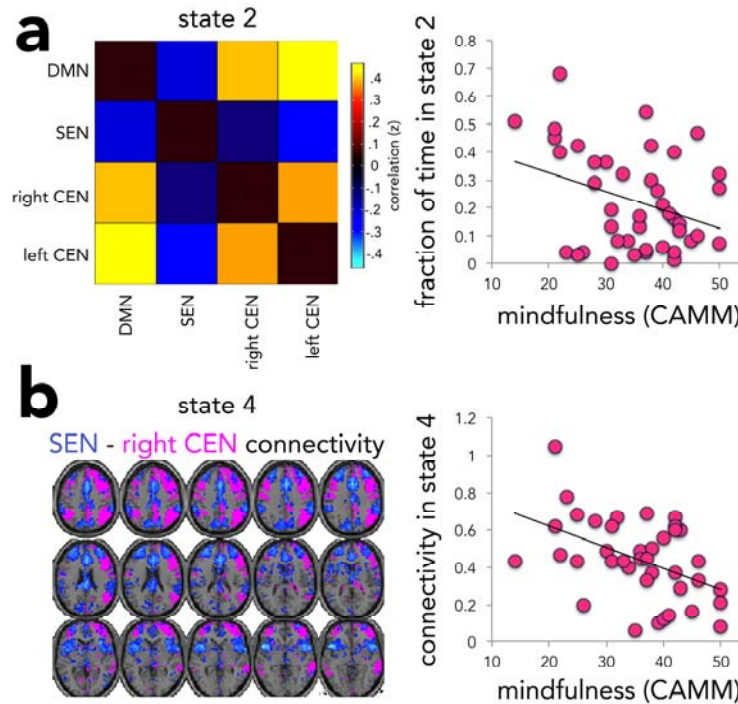 a
state 2
DMN
SEN
right CEN
left CEN
DMN
SEN
right CEN
left CEN
.4
.3
.2
.1
0
-.1
-.2
-.3
-.4
correlation (z)
fraction of time in state 2
0.8
0.7
0.6
0.5
0.4
0.3
0.2
0.1
0
10 20 30 40 50
mindfulness (CAMM)
b
state 4
SEN - right CEN connectivity
connectivity in state 4
1.2
1
0.8
0.6
0.4
0.2
0
10 20 30 40 50
mindfulness (CAMM)